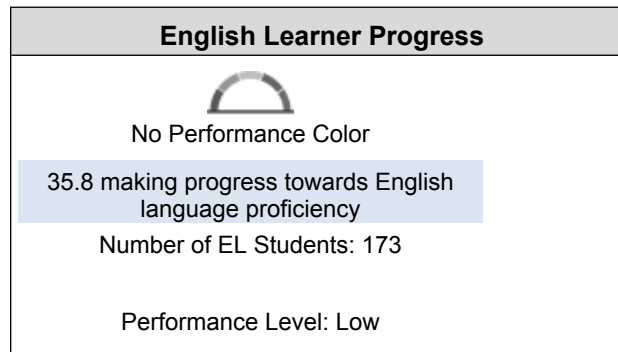 English Learner Progress
No Performance Color
35.8 making progress towards English
language proficiency
Number of EL Students: 173
Performance Level: Low